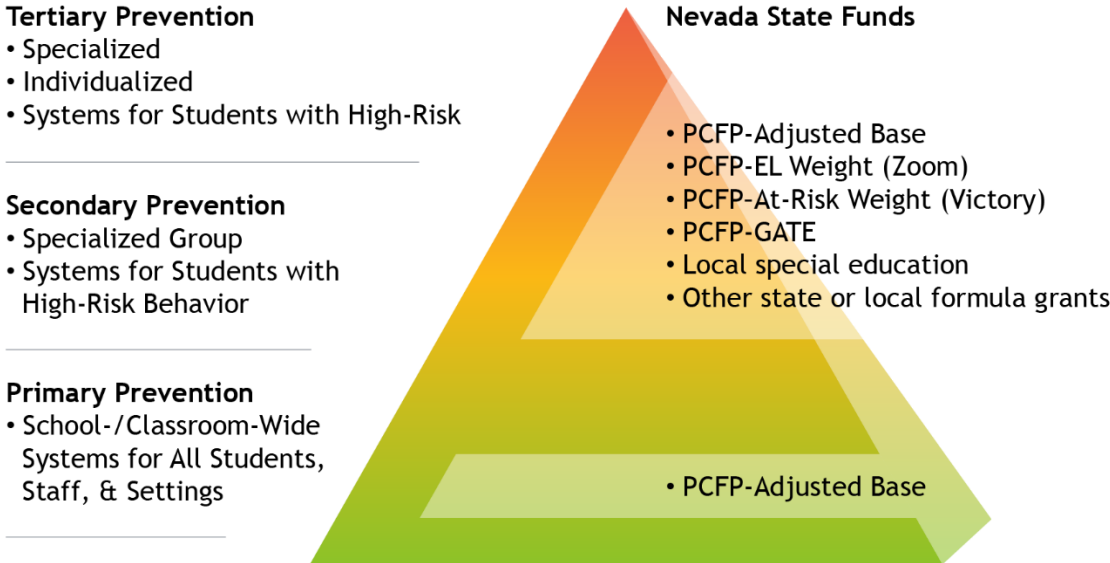 Tertiary Prevention
• Specialized
• Individualized
• Systems for Students with High-Risk
Secondary Prevention
• Specialized Group
• Systems for Students with
High-Risk Behavior
Primary Prevention
• School-/Classroom-Wide
Systems for All Students,
Staff, & Settings
Nevada State Funds
• PCFP-Adjusted Base
• PCFP-EL Weight (Zoom)
• PCFP-At-Risk Weight (Victory)
• PCFP-GATE
• Local special education
• Other state or local formula grants
• PCFP-Adjusted Base